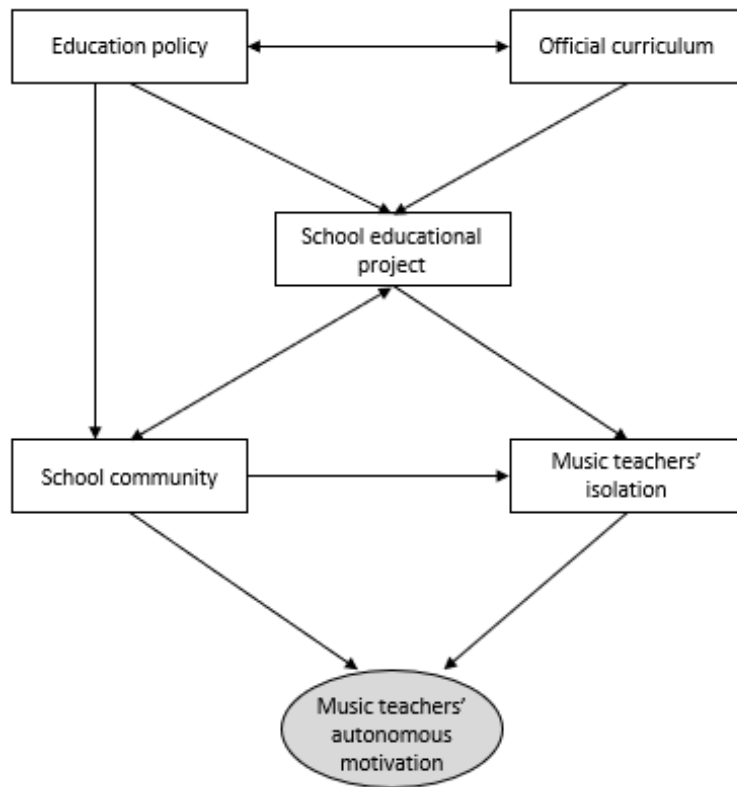 Education policy
Official curriculum
School educational
project
School community
Music teachers’
isolation
Music teachers’
autonomous
motivation